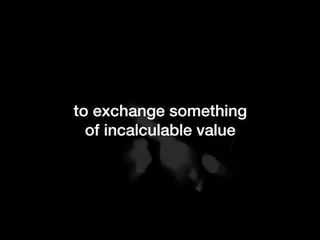 to exchange something
of incalculable value